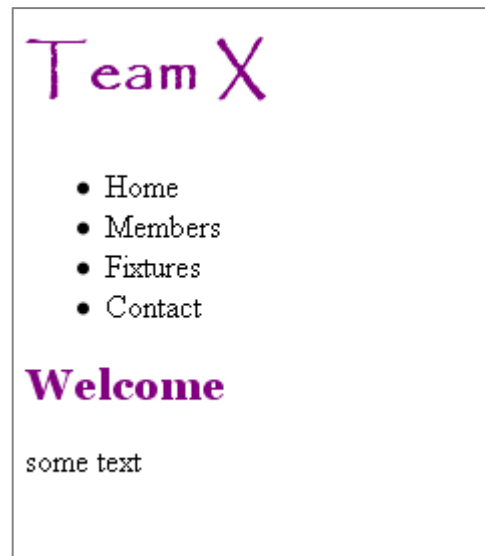 Team X
Home
Members
Fixtures
Contact
Welcome
some text